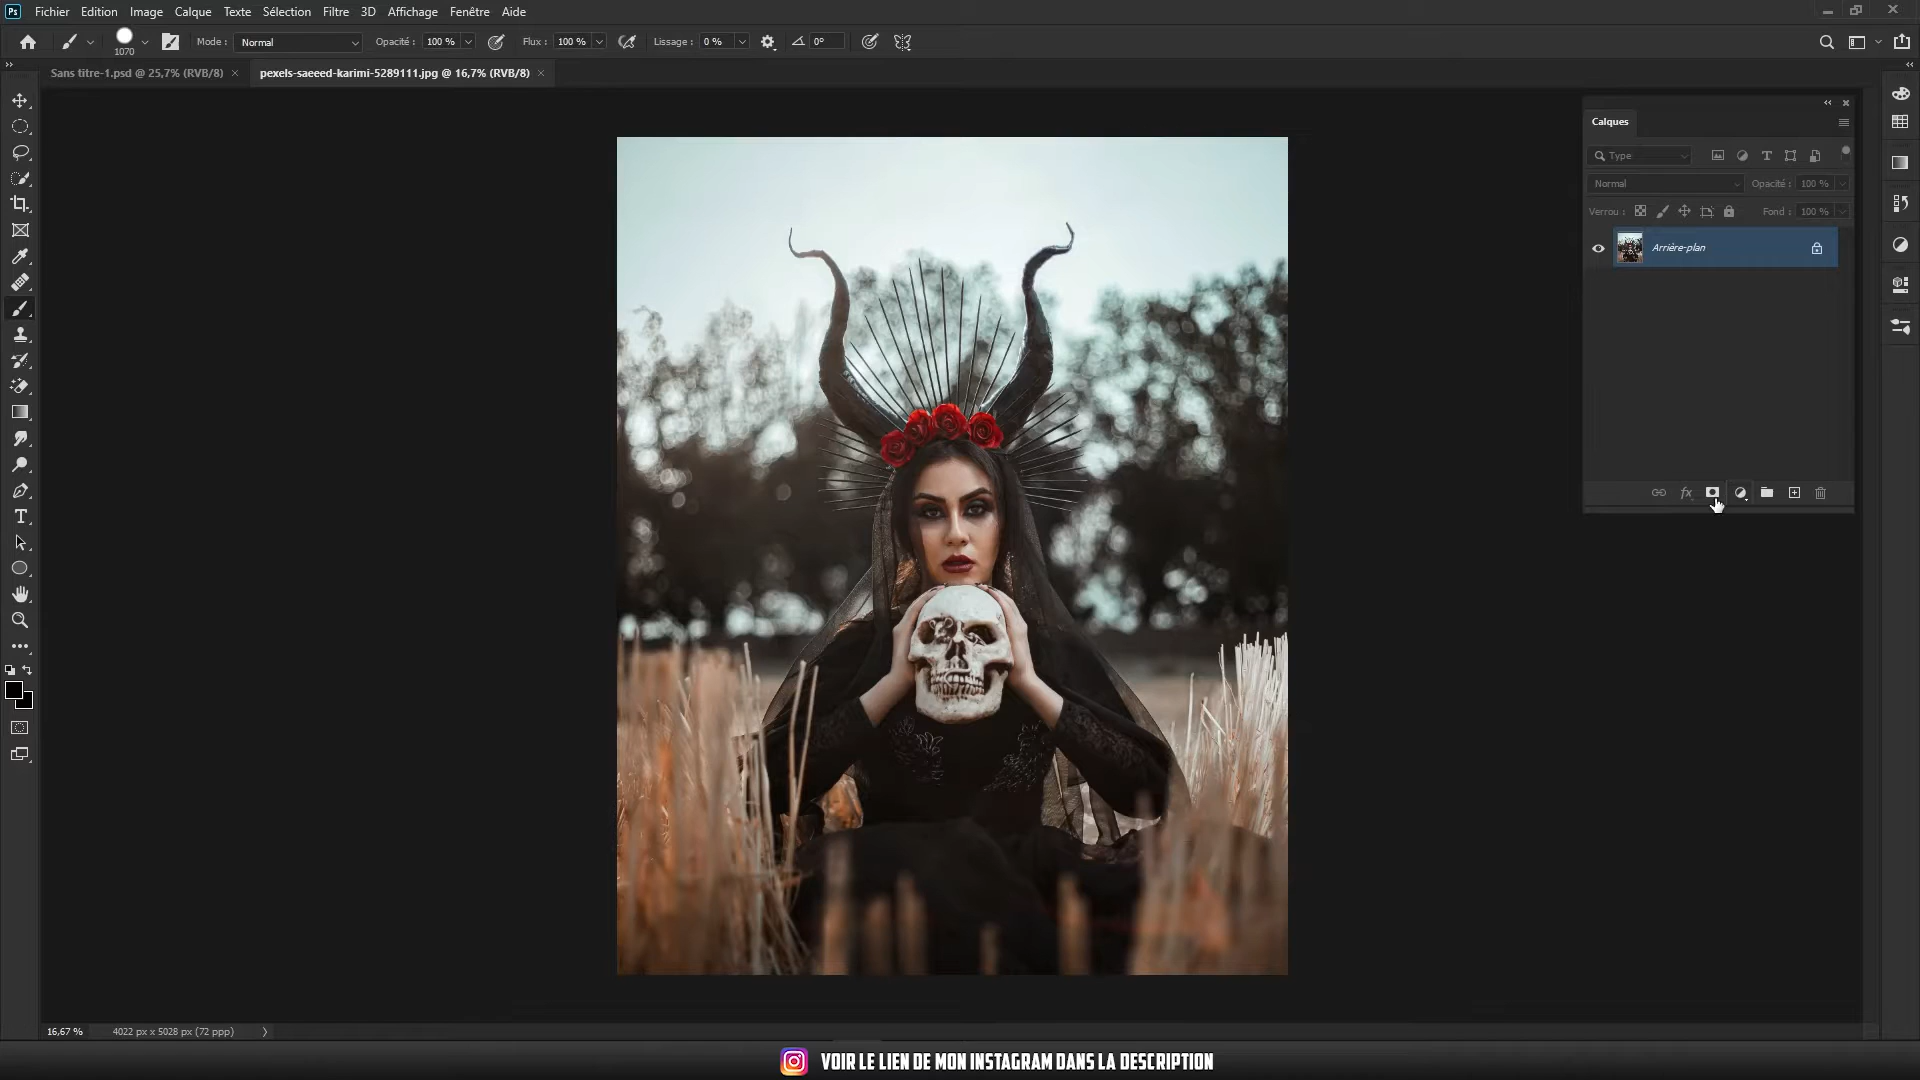 Ps Fichier Edition Image Calque Texte Sélection Filtre 3D Affichage Fenêtre Aide
1070 Mode : Normal Opacité : 100 % Flux : 100 % Lissage : 0 % 0°
Sans titre-1.psd @ 25,7% (RVB/8) × pexels-saeeed-karimi-5289111.jpg @ 16,7% (RVB/8) ×
Calques
Type
Normal Opacité : 100 %
Verrou : Fond : 100 %
Arrière-plan
fx
16,67 % 4022 px x 5028 px (72 ppp)
VOIR LE LIEN DE MON INSTAGRAM DANS LA DESCRIPTION